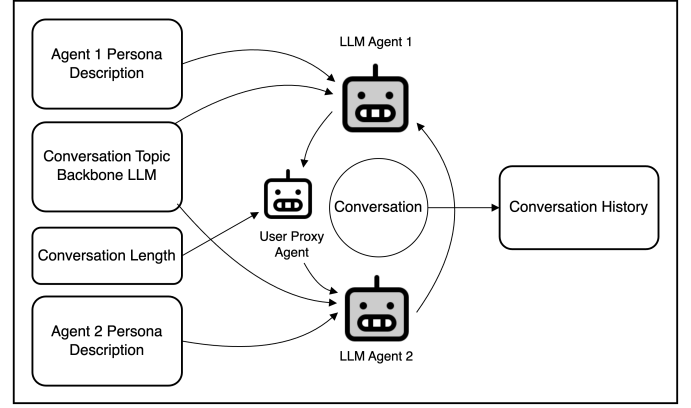 Agent 1 Persona
Description
LLM Agent 1
Conversation Topic
Backbone LLM
Conversation
Conversation History
User Proxy
Agent
Conversation Length
Agent 2 Persona
Description
LLM Agent 2